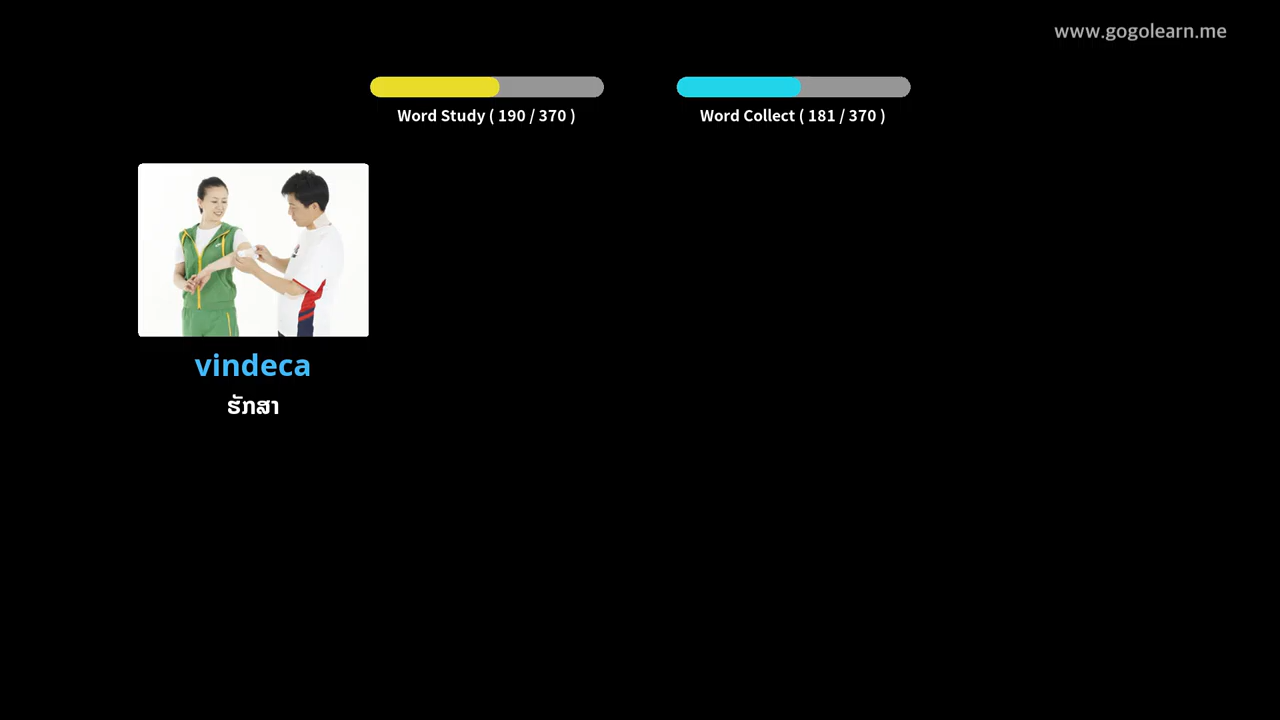 www.gogolearn.me
Word Study ( 190 / 370 )
Word Collect ( 181 / 370 )
vindeca
ຮັກສາ